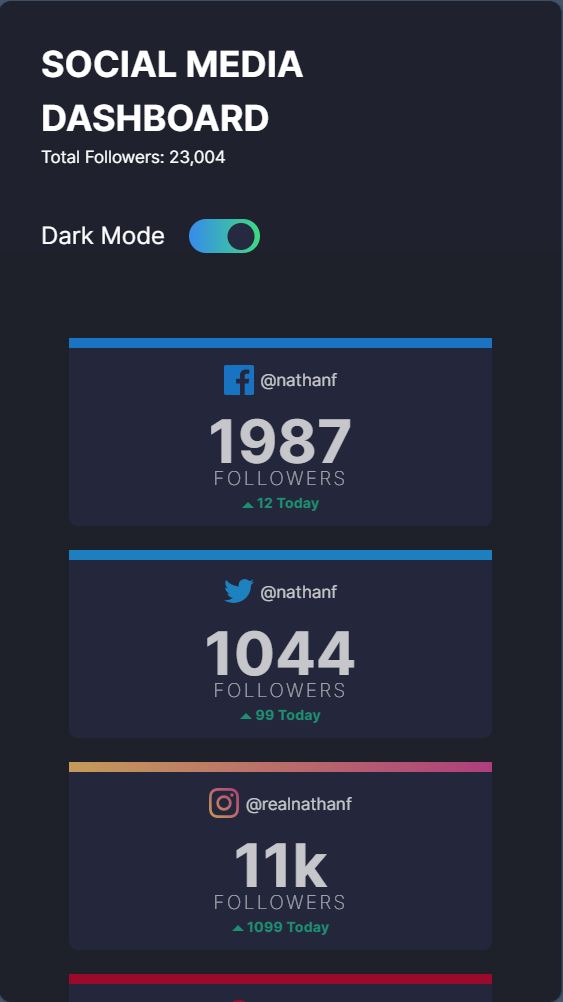 SOCIAL MEDIA
DASHBOARD
Total Followers: 23,004
Dark Mode
@nathanf
1987
FOLLOWERS
12 Today
@nathanf
1044
FOLLOWERS
99 Today
@realnathanf
11k
FOLLOWERS
1099 Today